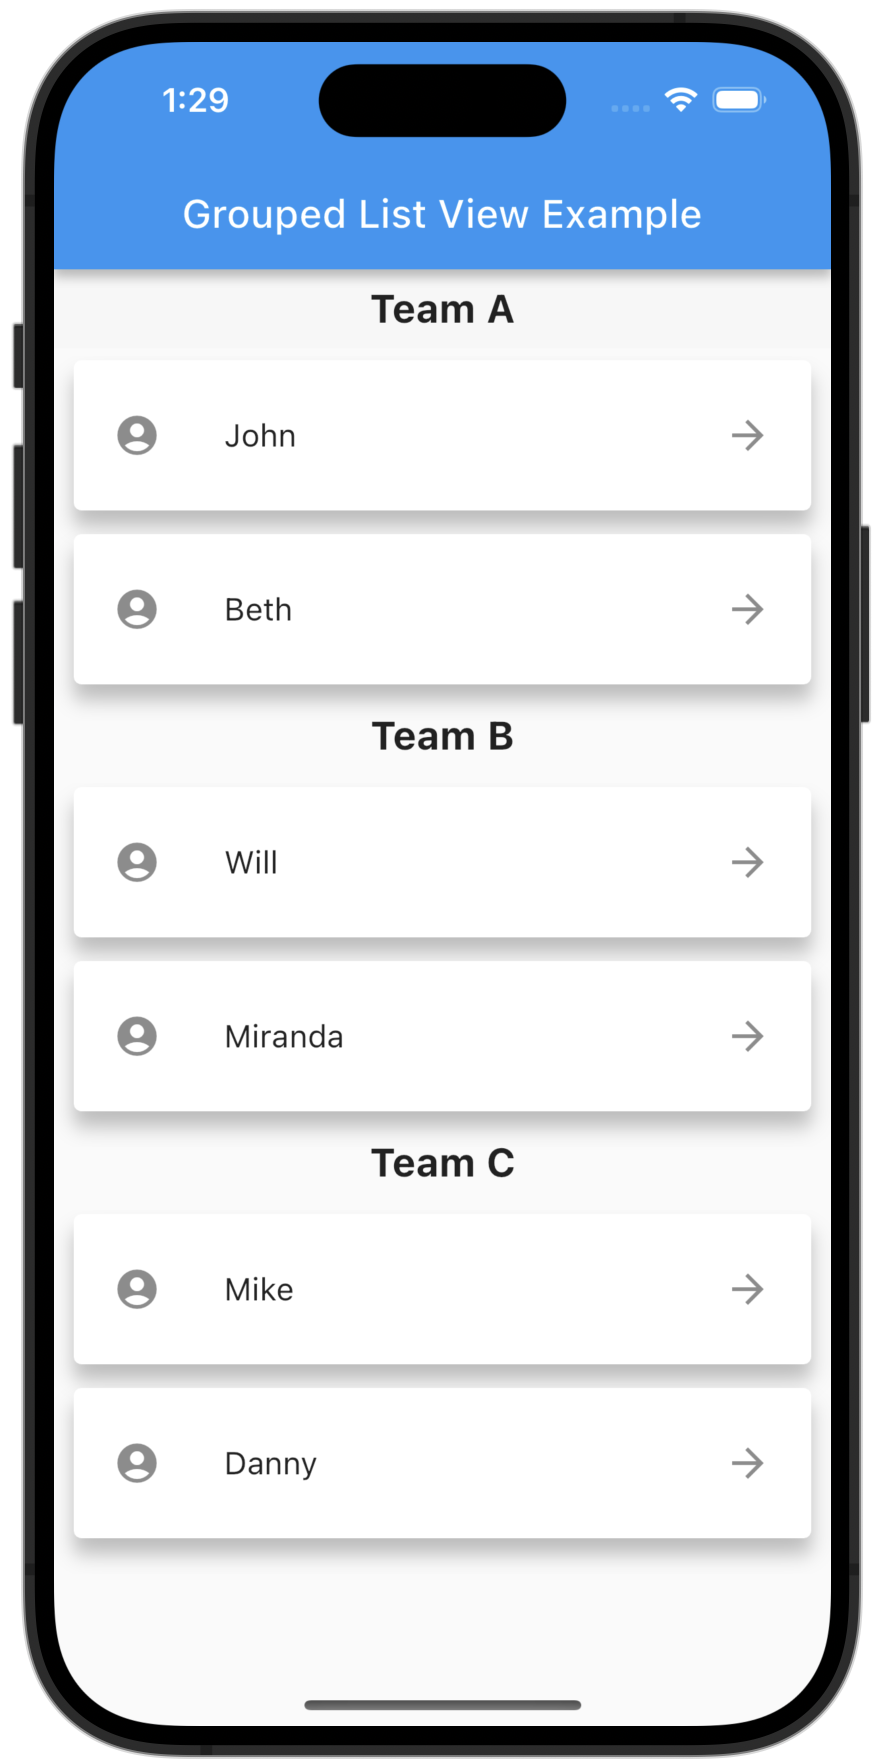 1:29
Grouped List View Example
Team A
John
Beth
Team B
Will
Miranda
Team C
Mike
Danny